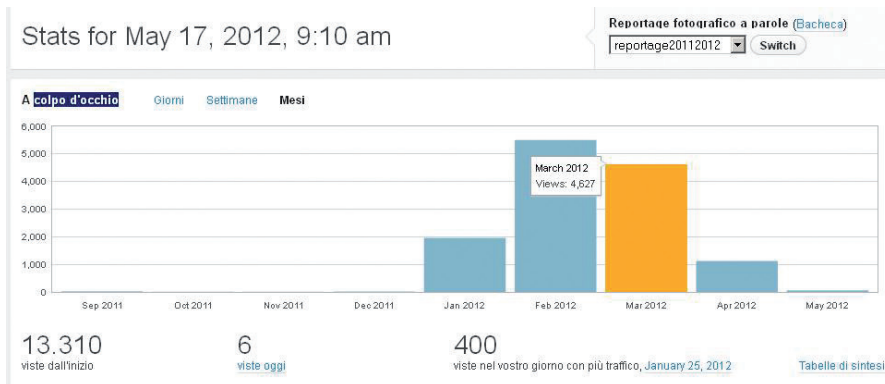 Stats for May 17, 2012, 9:10 am
Reportage fotografico a parole (Bacheca)
reportage20112012 Switch
A colpo d'occhio Giorni Settimane Mesi
6,000
5,000
4,000
3,000
2,000
1,000
0
March 2012
Views: 4,627
Sep 2011 Oct 2011 Nov 2011 Dec 2011 Jan 2012 Feb 2012 Mar 2012 Apr 2012 May 2012
13.310 6 400
viste dall'inizio viste oggi viste nel vostro giorno con più traffico, January 25, 2012 Tabelle di sintesi